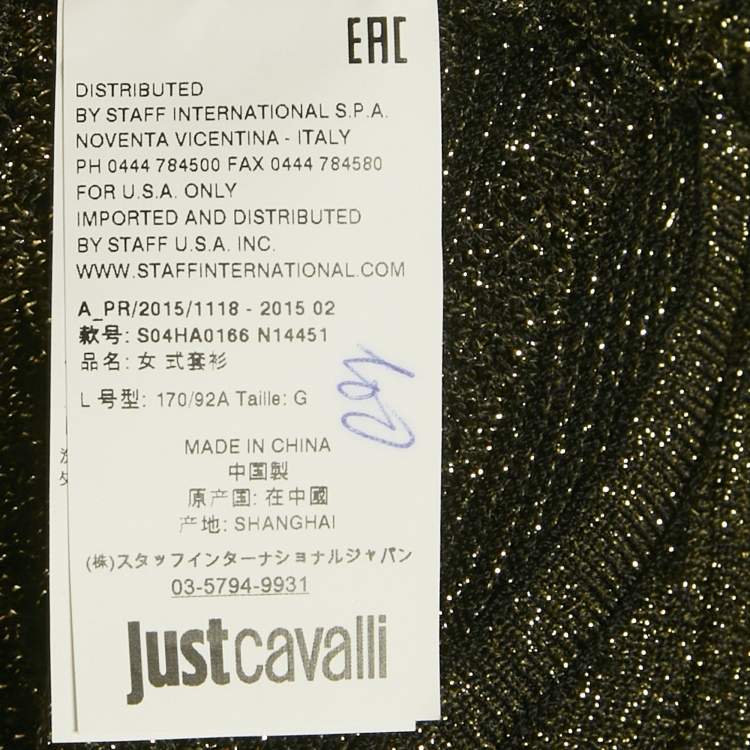 EAC
DISTRIBUTED
BY STAFF INTERNATIONAL S.P.A.
NOVENTA VICENTINA - ITALY
PH 0444 784500 FAX 0444 784580
FOR U.S.A. ONLY
IMPORTED AND DISTRIBUTED
BY STAFF U.S.A. INC.
WWW.STAFFINTERNATIONAL.COM
A_PR/2015/1118 - 2015 02
款号: S04HA0166 N14451
品名: 女 式套衫
L 号型: 170/92A Taille: G
MADE IN CHINA
中国製
原产国: 在中國
产地: SHANGHAI
(株)スタッフインターナショナルジャパン
03-5794-9931
Just cavalli